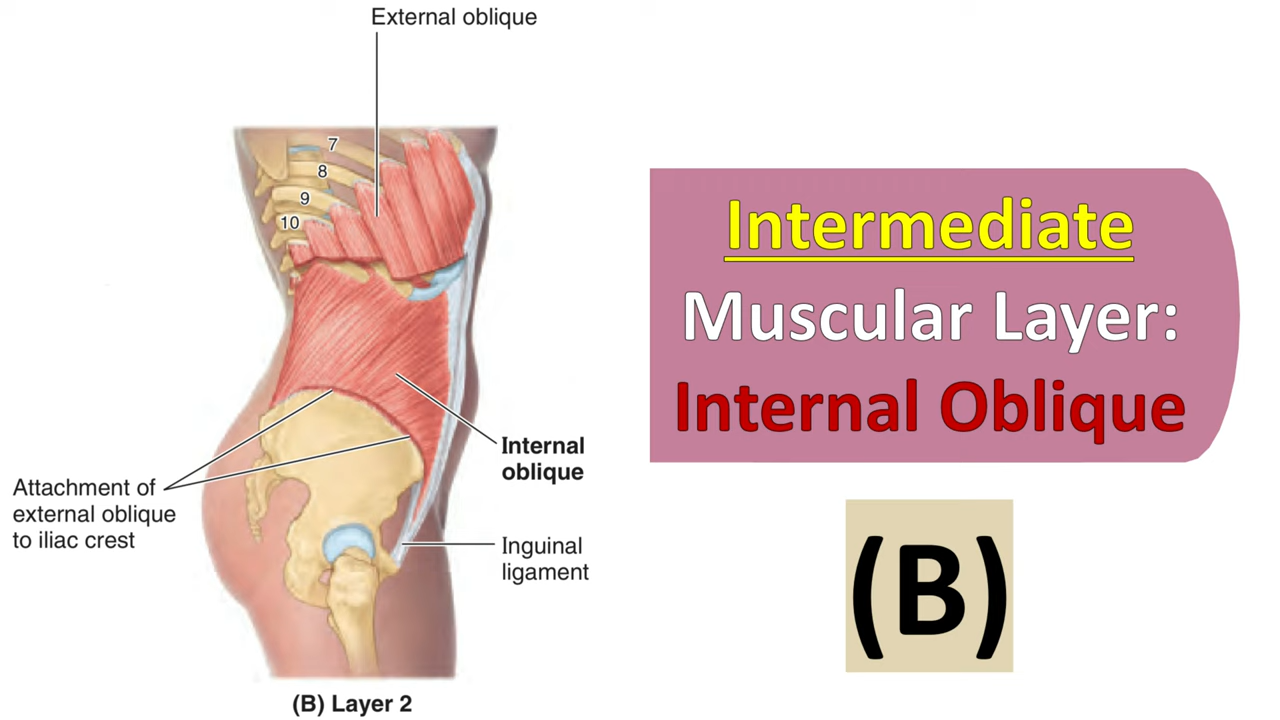 External oblique
7
8
9
10
Internal
oblique
Attachment of
external oblique
to iliac crest
Inguinal
ligament
(B) Layer 2
Intermediate
Muscular Layer:
Internal Oblique
(B)